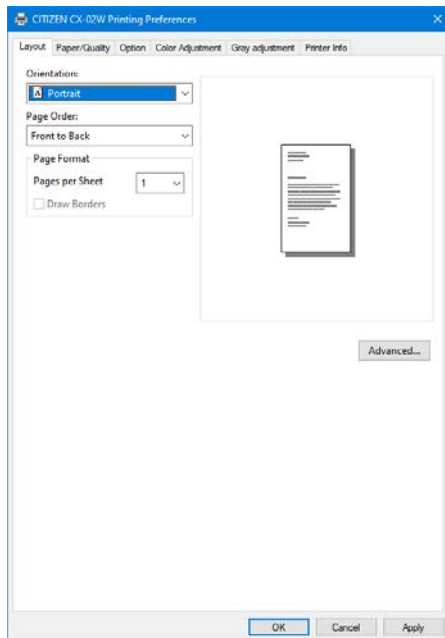 CITIZEN CX-02W Printing Preferences
Layout Paper/Quality Option Color Adjustment Gray adjustment Printer Info
Orientation:
A Portrait
Page Order:
Front to Back
Page Format
Pages per Sheet 1
Draw Borders
Advanced...
OK Cancel Apply